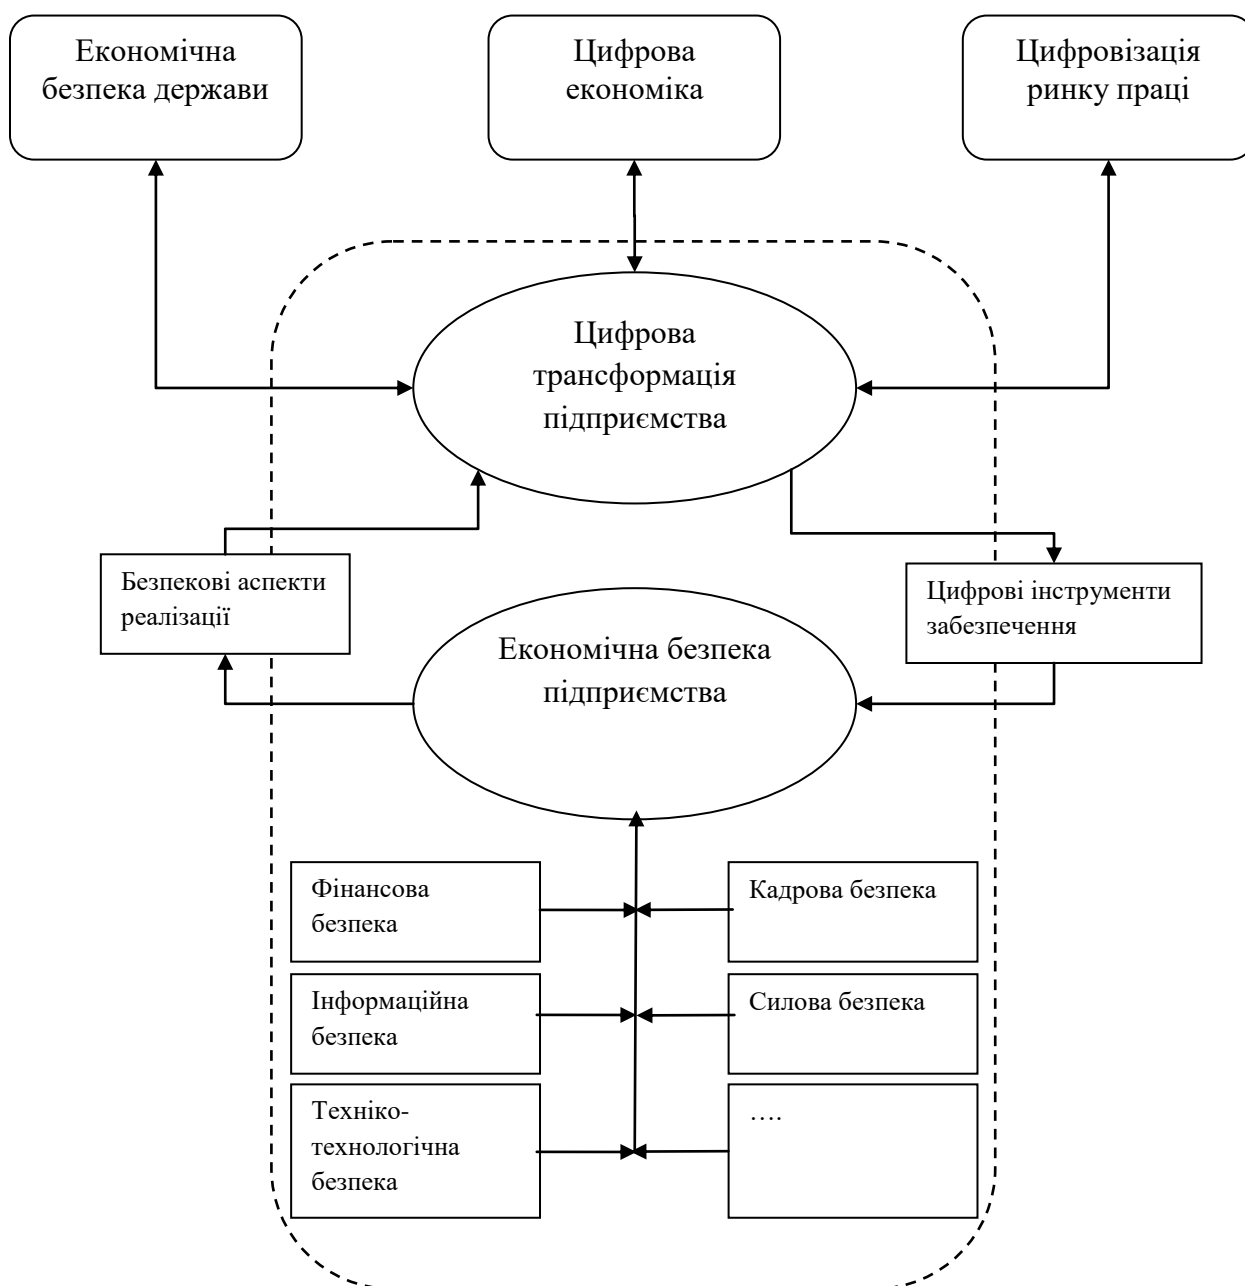 Економічна
безпека держави
Цифрова
економіка
Цифровізація
ринку праці
Цифрова
трансформація
підприємства
Безпекові аспекти
реалізації
Цифрові інструменти
забезпечення
Економічна безпека
підприємства
Фінансова
безпека
Кадрова безпека
Інформаційна
безпека
Силова безпека
Техніко-
технологічна
безпека
….